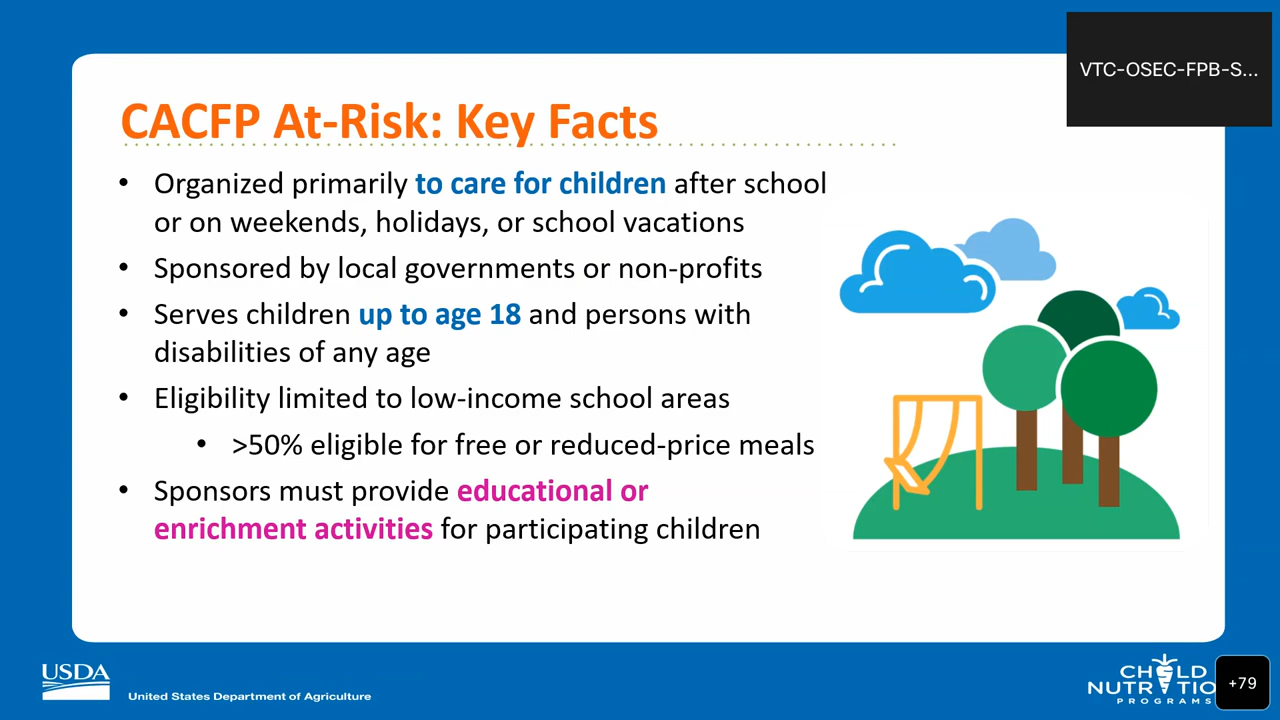 VTC-OSEC-FPB-S...
CACFP At-Risk: Key Facts
• Organized primarily to care for children after school
or on weekends, holidays, or school vacations
• Sponsored by local governments or non-profits
• Serves children up to age 18 and persons with
disabilities of any age
• Eligibility limited to low-income school areas
• >50% eligible for free or reduced-price meals
• Sponsors must provide educational or
enrichment activities for participating children
USDA
United States Department of Agriculture
CHILD
NUTRITIO
PROGRAMS
+79